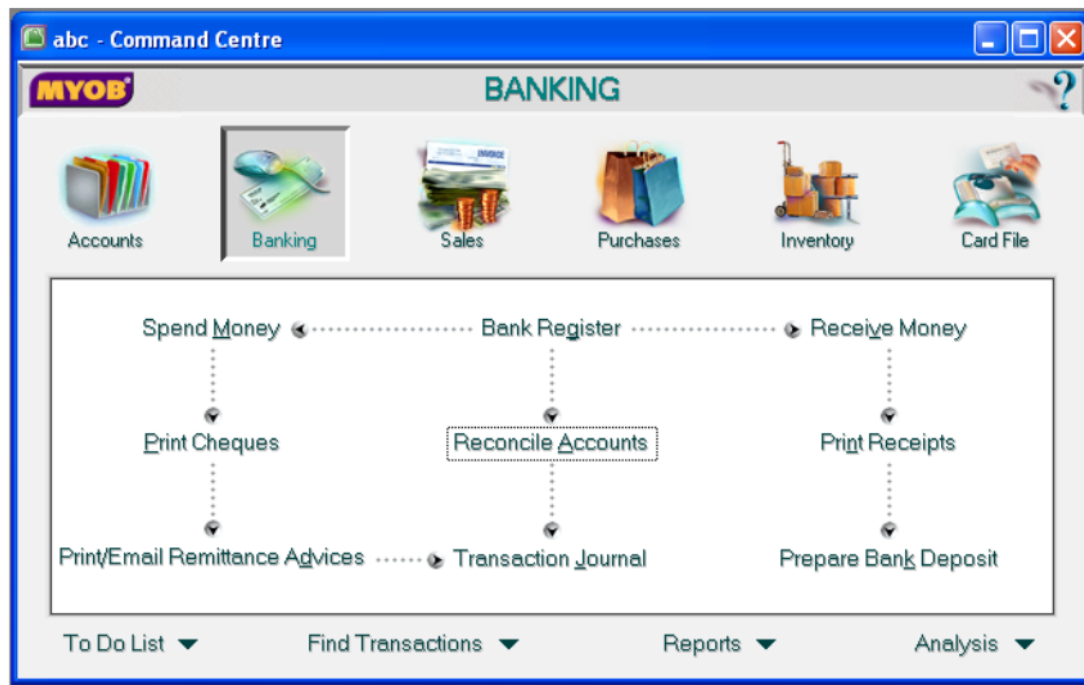 abc - Command Centre
MYOB
BANKING
?
INVOICE
Accounts
Banking
Sales
Purchases
Inventory
Card File
Spend Money
Bank Register
Receive Money
Print Cheques
Reconcile Accounts
Print Receipts
Print/Email Remittance Advices
Transaction Journal
Prepare Bank Deposit
To Do List
Find Transactions
Reports
Analysis